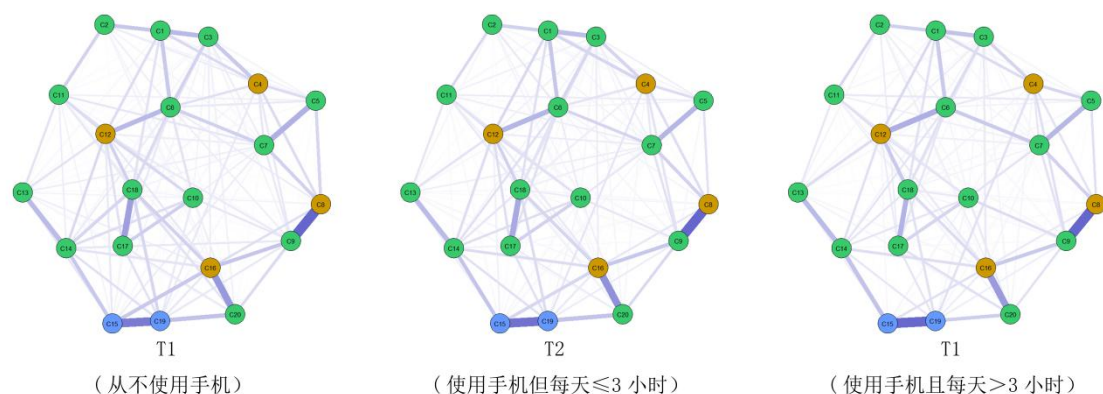 C2 C1 C3 C2 C1 C3 C2 C1 C3
C4 C4 C4
C11 C6 C5 C11 C6 C5 C11 C6 C5
C12 C7 C12 C7 C12 C7
C13 C18 C10 C8 C13 C18 C10 C8 C13 C18 C10 C8
C14 C17 C9 C14 C17 C9 C14 C17 C9
C16 C16 C16
C15 C19 C20 C15 C19 C20 C15 C19 C20
T1 T2 T1
(从不使用手机) (使用手机但每天≤3 小时) (使用手机且每天>3 小时)